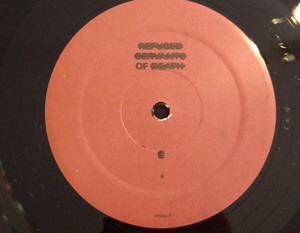 REFUSED
SERVANTS
OF DEATH